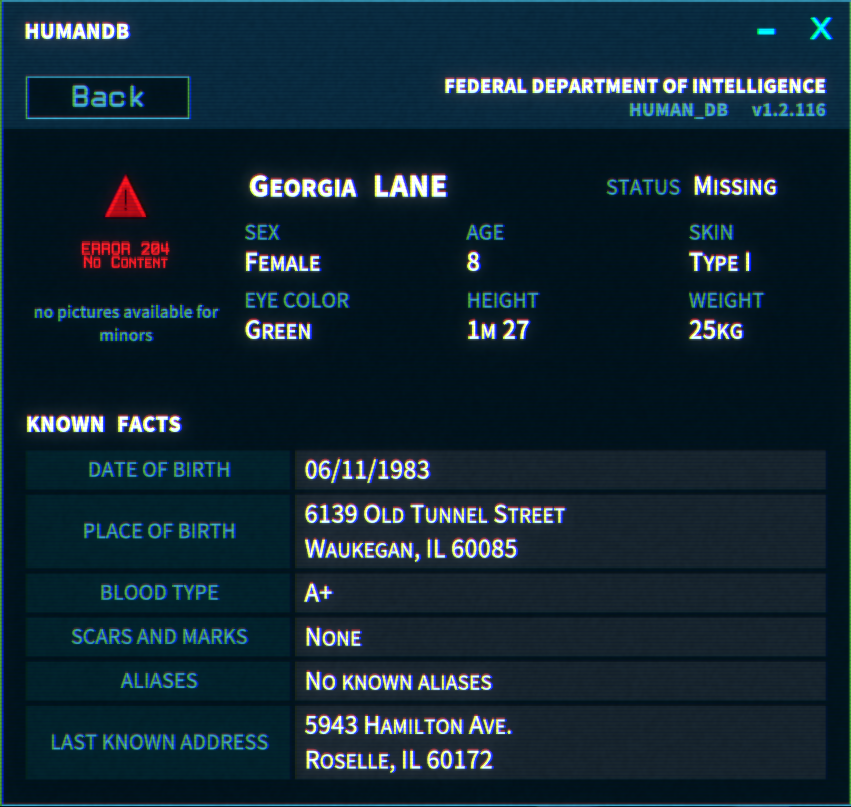 HUMANDB
– X
Back
FEDERAL DEPARTMENT OF INTELLIGENCE
HUMAN_DB v1.2.116
ERROR 204
No Content
no pictures available for
minors
Georgia LANE
STATUS Missing
SEX AGE SKIN
Female 8 Type I
EYE COLOR HEIGHT WEIGHT
Green 1m 27 25kg
KNOWN FACTS
DATE OF BIRTH 06/11/1983
PLACE OF BIRTH 6139 Old Tunnel Street
Waukegan, IL 60085
BLOOD TYPE A+
SCARS AND MARKS None
ALIASES No known aliases
LAST KNOWN ADDRESS 5943 Hamilton Ave.
Roselle, IL 60172